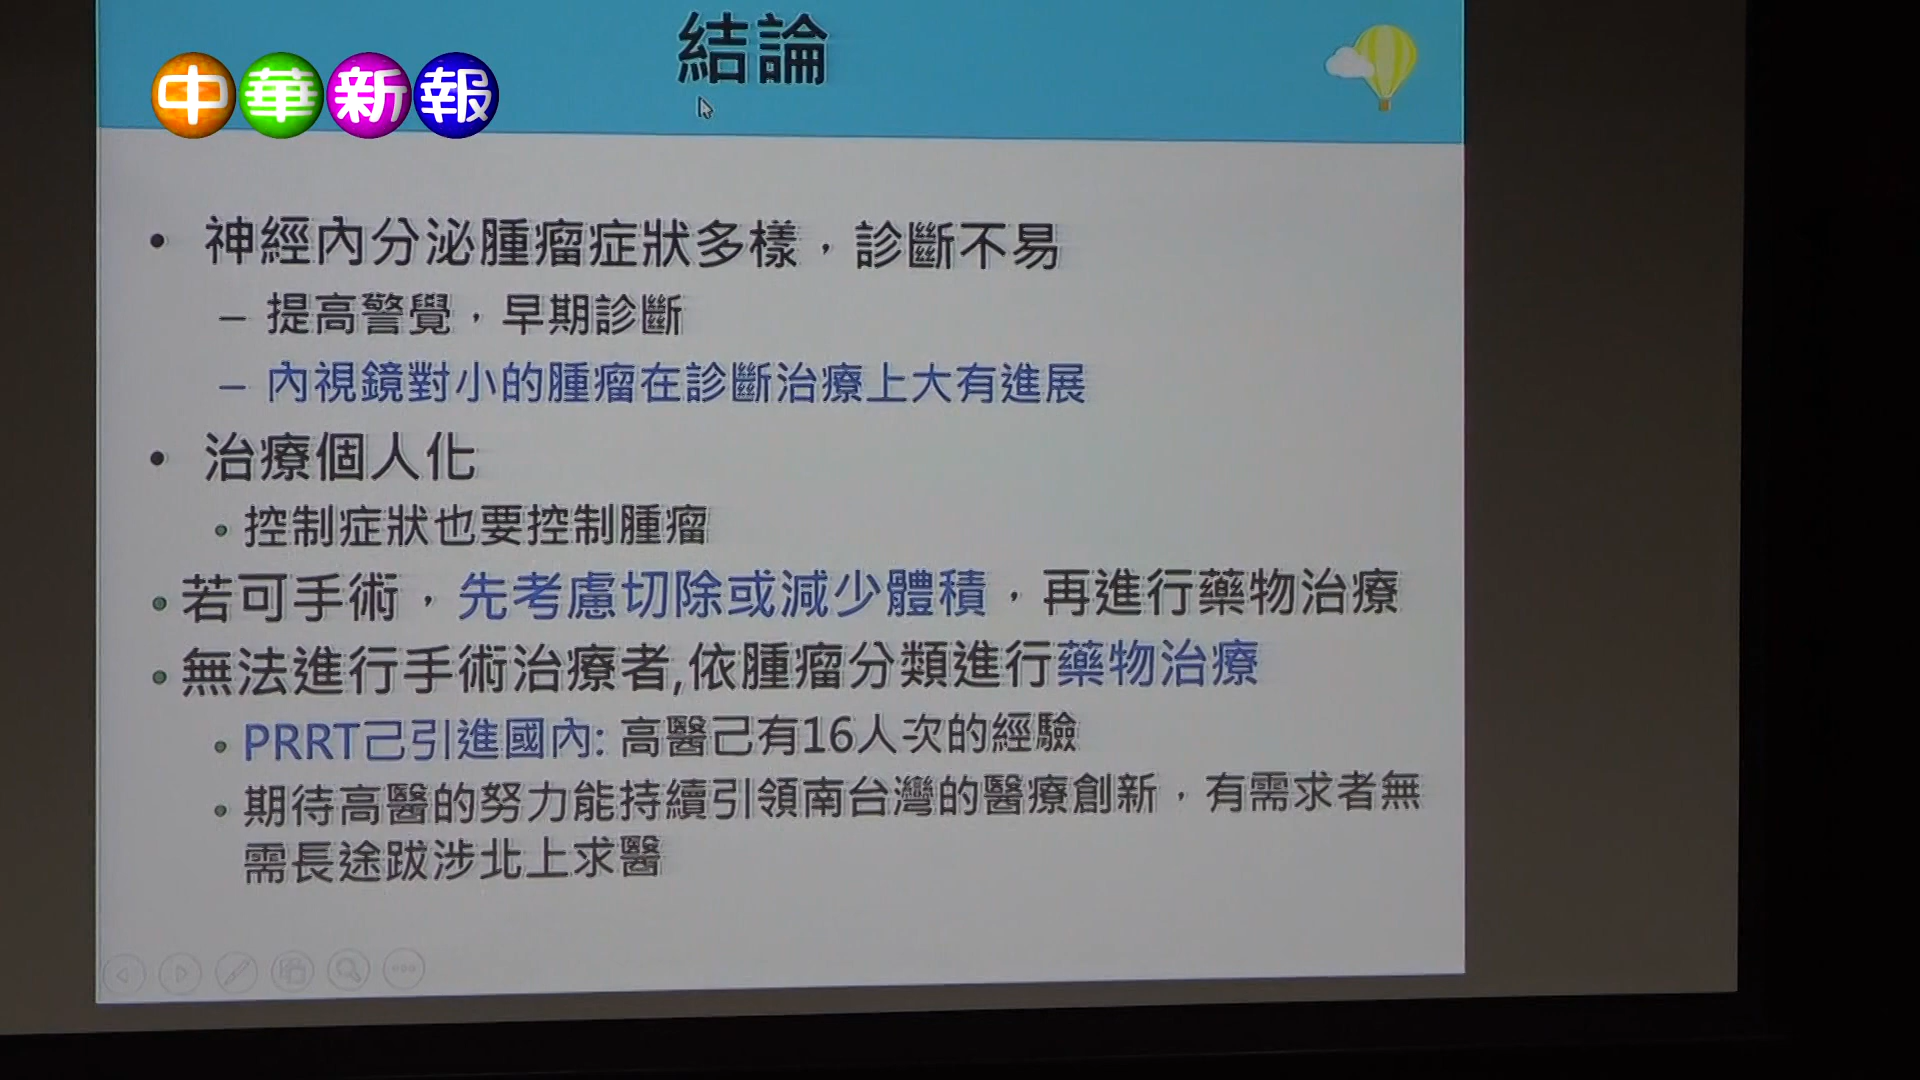 結論
中華新報
• 神經內分泌腫瘤症狀多樣，診斷不易
– 提高警覺，早期診斷
– 內視鏡對小的腫瘤在診斷治療上大有進展
• 治療個人化
• 控制症狀也要控制腫瘤
• 若可手術，先考慮切除或減少體積，再進行藥物治療
• 無法進行手術治療者,依腫瘤分類進行藥物治療
• PRRT己引進國內: 高醫己有16人次的經驗
• 期待高醫的努力能持續引領南台灣的醫療創新，有需求者無
需長途跋涉北上求醫